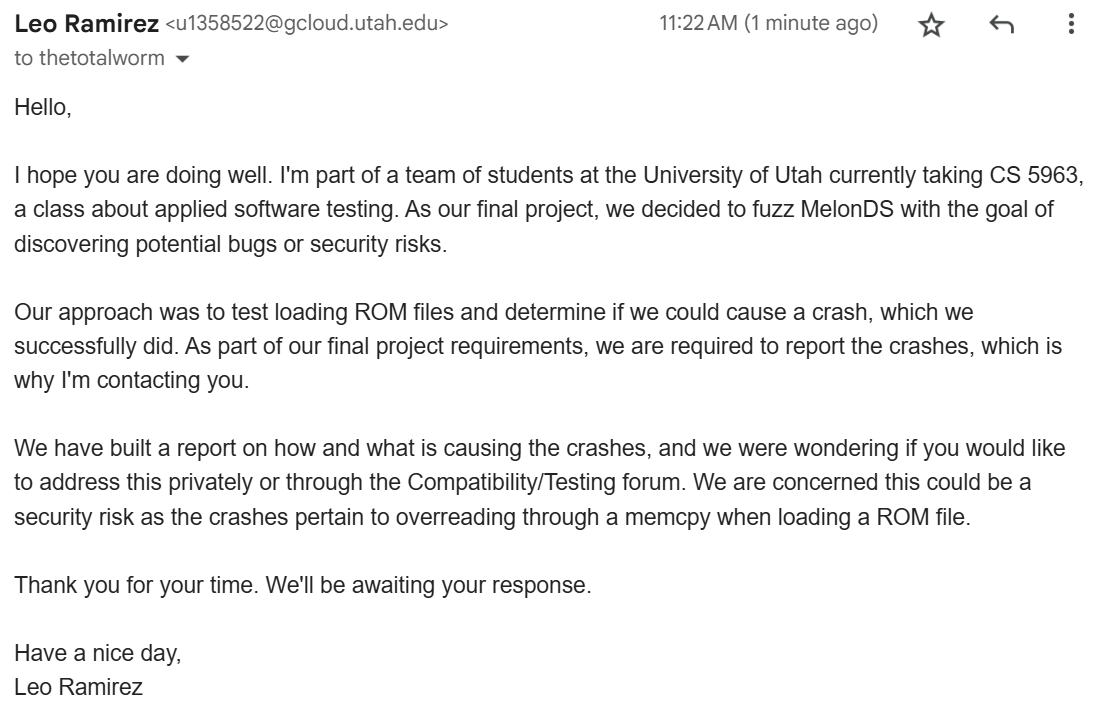 Leo Ramirez <u1358522@gcloud.utah.edu> 11:22 AM (1 minute ago)
to thetotalworm
Hello,
I hope you are doing well. I'm part of a team of students at the University of Utah currently taking CS 5963,
a class about applied software testing. As our final project, we decided to fuzz MelonDS with the goal of
discovering potential bugs or security risks.
Our approach was to test loading ROM files and determine if we could cause a crash, which we
successfully did. As part of our final project requirements, we are required to report the crashes, which is
why I'm contacting you.
We have built a report on how and what is causing the crashes, and we were wondering if you would like
to address this privately or through the Compatibility/Testing forum. We are concerned this could be a
security risk as the crashes pertain to overreading through a memcpy when loading a ROM file.
Thank you for your time. We'll be awaiting your response.
Have a nice day,
Leo Ramirez